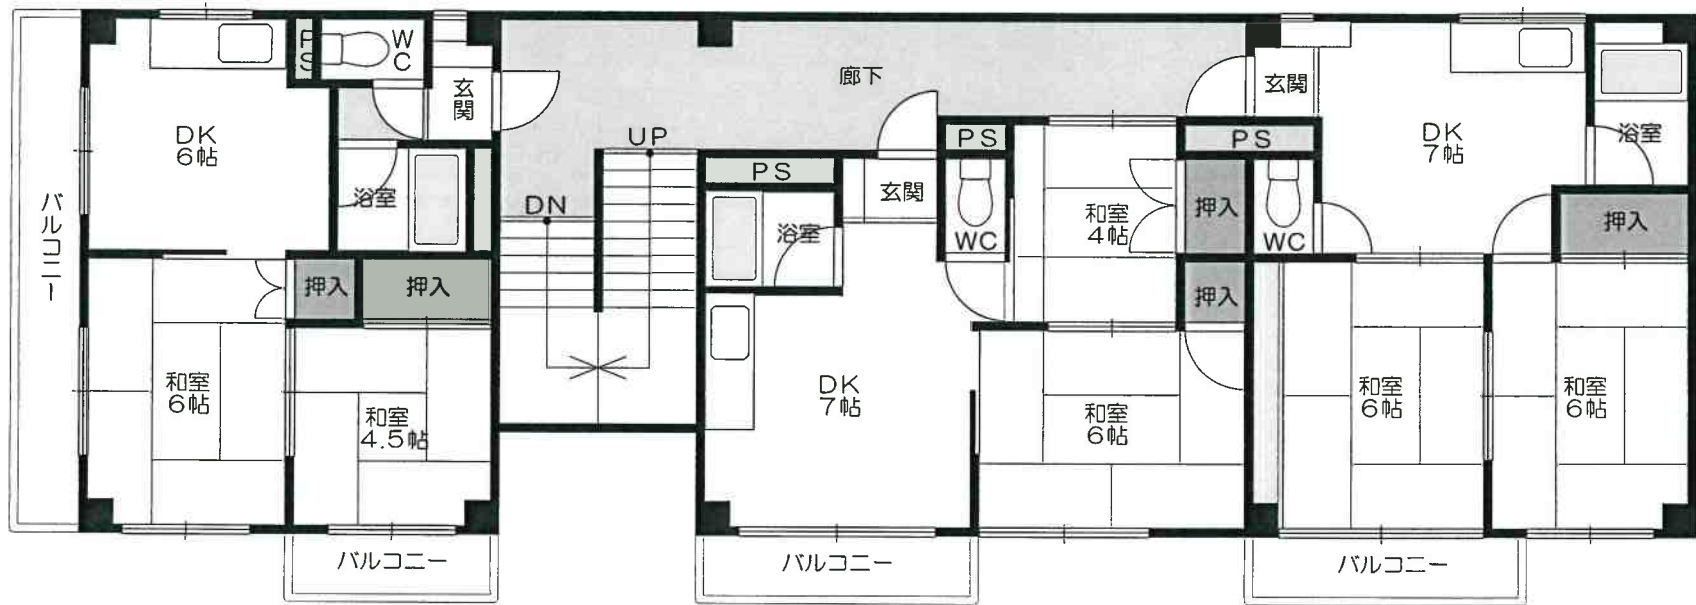 PS
WC
玄関
DK
6帖
浴室
バルコニー
押入
押入
和室
6帖
和室
4.5帖
バルコニー
廊下
UP
DN
PS
玄関
浴室
PS
WC
和室
4帖
押入
押入
DK
7帖
和室
6帖
バルコニー
玄関
PS
WC
DK
7帖
浴室
押入
和室
6帖
和室
6帖
バルコニー